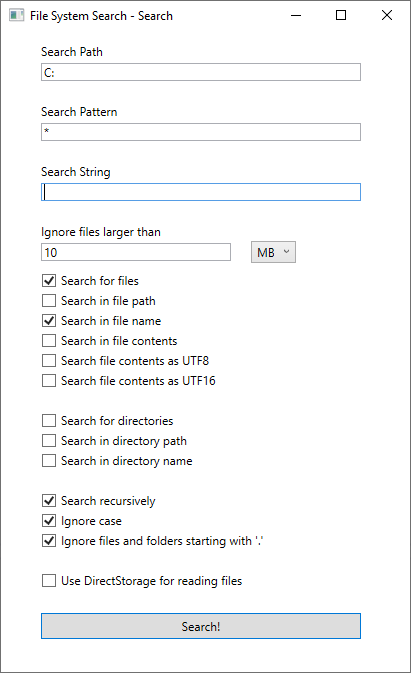 File System Search - Search
Search Path
C:
Search Pattern
*
Search String
Ignore files larger than
10 MB
Search for files
Search in file path
Search in file name
Search in file contents
Search file contents as UTF8
Search file contents as UTF16
Search for directories
Search in directory path
Search in directory name
Search recursively
Ignore case
Ignore files and folders starting with '.'
Use DirectStorage for reading files
Search!